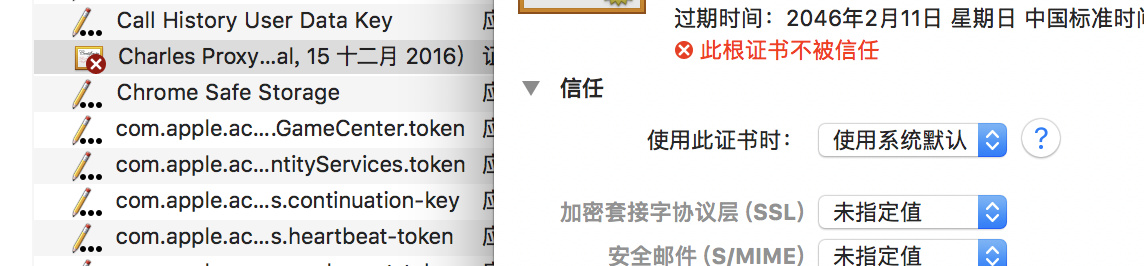 Call History User Data Key
Charles Proxy...al, 15 十二月 2016）
Chrome Safe Storage
com.apple.ac....GameCenter.token
com.apple.ac...ntityServices.token
com.apple.ac...s.continuation-key
com.apple.ac...s.heartbeat-token
过期时间：2046年2月11日 星期日 中国标准时
此根证书不被信任
信任
使用此证书时： 使用系统默认 ?
加密套接字协议层 (SSL) 未指定值
安全邮件 (S/MIME) 未指定值